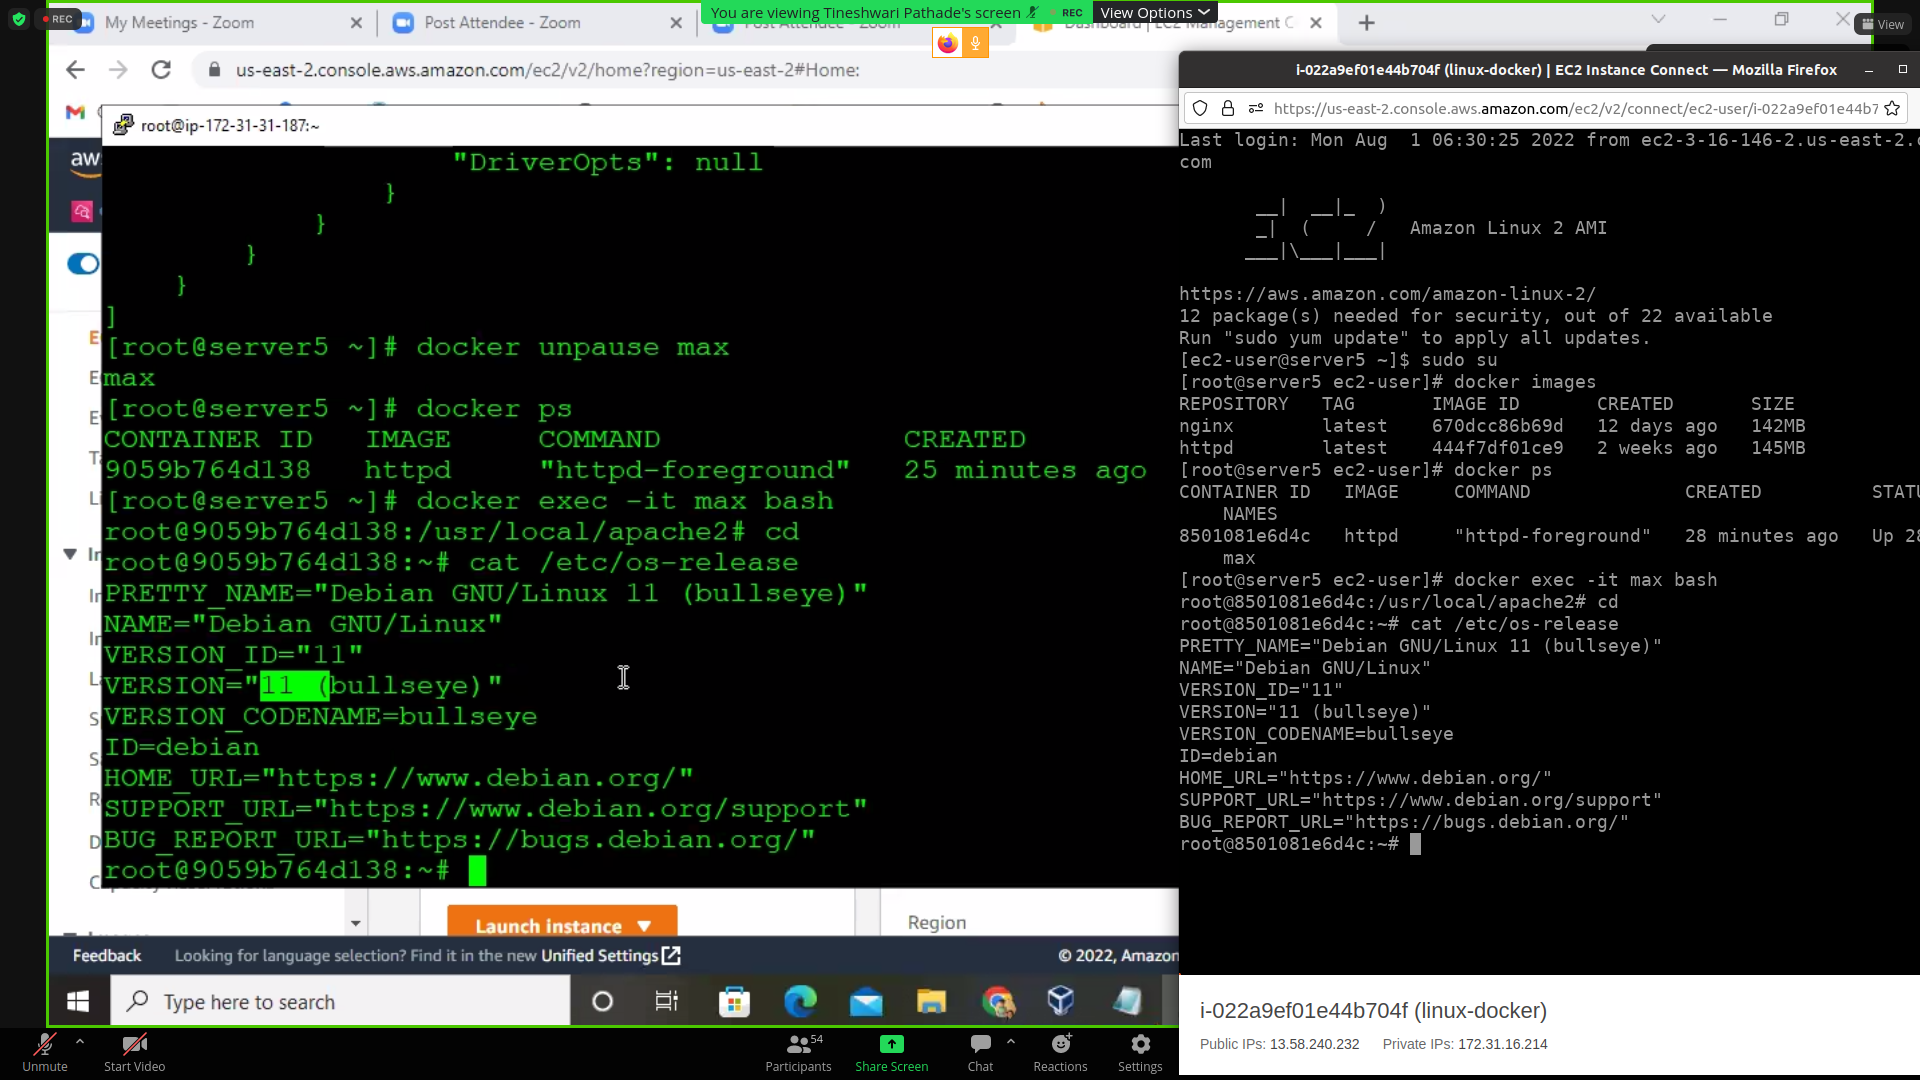 REC
My Meetings - Zoom
Post Attendee - Zoom
Post Attendee - Zoom
Dashboard | EC2 Management C
You are viewing Tineshwari Pathade's screen
REC
View Options
View
us-east-2.console.aws.amazon.com/ec2/v2/home?region=us-east-2#Home:
root@ip-172-31-31-187:~
aws
"DriverOpts": null
}
}
}
}
]
[root@server5 ~]# docker unpause max
max
[root@server5 ~]# docker ps
CONTAINER ID IMAGE COMMAND CREATED
9059b764d138 httpd "httpd-foreground" 25 minutes ago
[root@server5 ~]# docker exec -it max bash
root@9059b764d138:/usr/local/apache2# cd
root@9059b764d138:~# cat /etc/os-release
PRETTY_NAME="Debian GNU/Linux 11 (bullseye)"
NAME="Debian GNU/Linux"
VERSION_ID="11"
VERSION="11 (bullseye)"
VERSION_CODENAME=bullseye
ID=debian
HOME_URL="https://www.debian.org/"
SUPPORT_URL="https://www.debian.org/support"
BUG_REPORT_URL="https://bugs.debian.org/"
root@9059b764d138:~#
Launch instance
Region
Feedback
Looking for language selection? Find it in the new Unified Settings
© 2022, Amazon
Type here to search
i-022a9ef01e44b704f (linux-docker) | EC2 Instance Connect — Mozilla Firefox
https://us-east-2.console.aws.amazon.com/ec2/v2/connect/ec2-user/i-022a9ef01e44b7
Last login: Mon Aug  1 06:30:25 2022 from ec2-3-16-146-2.us-east-2.c
com
__|  __|_  )
_|  (     /   Amazon Linux 2 AMI
___|\___|___|
https://aws.amazon.com/amazon-linux-2/
12 package(s) needed for security, out of 22 available
Run "sudo yum update" to apply all updates.
[ec2-user@server5 ~]$ sudo su
[root@server5 ec2-user]# docker images
REPOSITORY TAG IMAGE ID CREATED SIZE
nginx latest 670dcc86b69d 12 days ago 142MB
httpd latest 444f7df01ce9 2 weeks ago 145MB
[root@server5 ec2-user]# docker ps
CONTAINER ID IMAGE COMMAND CREATED STATU
NAMES
8501081e6d4c httpd "httpd-foreground" 28 minutes ago Up 28
max
[root@server5 ec2-user]# docker exec -it max bash
root@8501081e6d4c:/usr/local/apache2# cd
root@8501081e6d4c:~# cat /etc/os-release
PRETTY_NAME="Debian GNU/Linux 11 (bullseye)"
NAME="Debian GNU/Linux"
VERSION_ID="11"
VERSION="11 (bullseye)"
VERSION_CODENAME=bullseye
ID=debian
HOME_URL="https://www.debian.org/"
SUPPORT_URL="https://www.debian.org/support"
BUG_REPORT_URL="https://bugs.debian.org/"
root@8501081e6d4c:~#
i-022a9ef01e44b704f (linux-docker)
Public IPs: 13.58.240.232 Private IPs: 172.31.16.214
Unmute
Start Video
54
Participants
Share Screen
Chat
Reactions
Settings